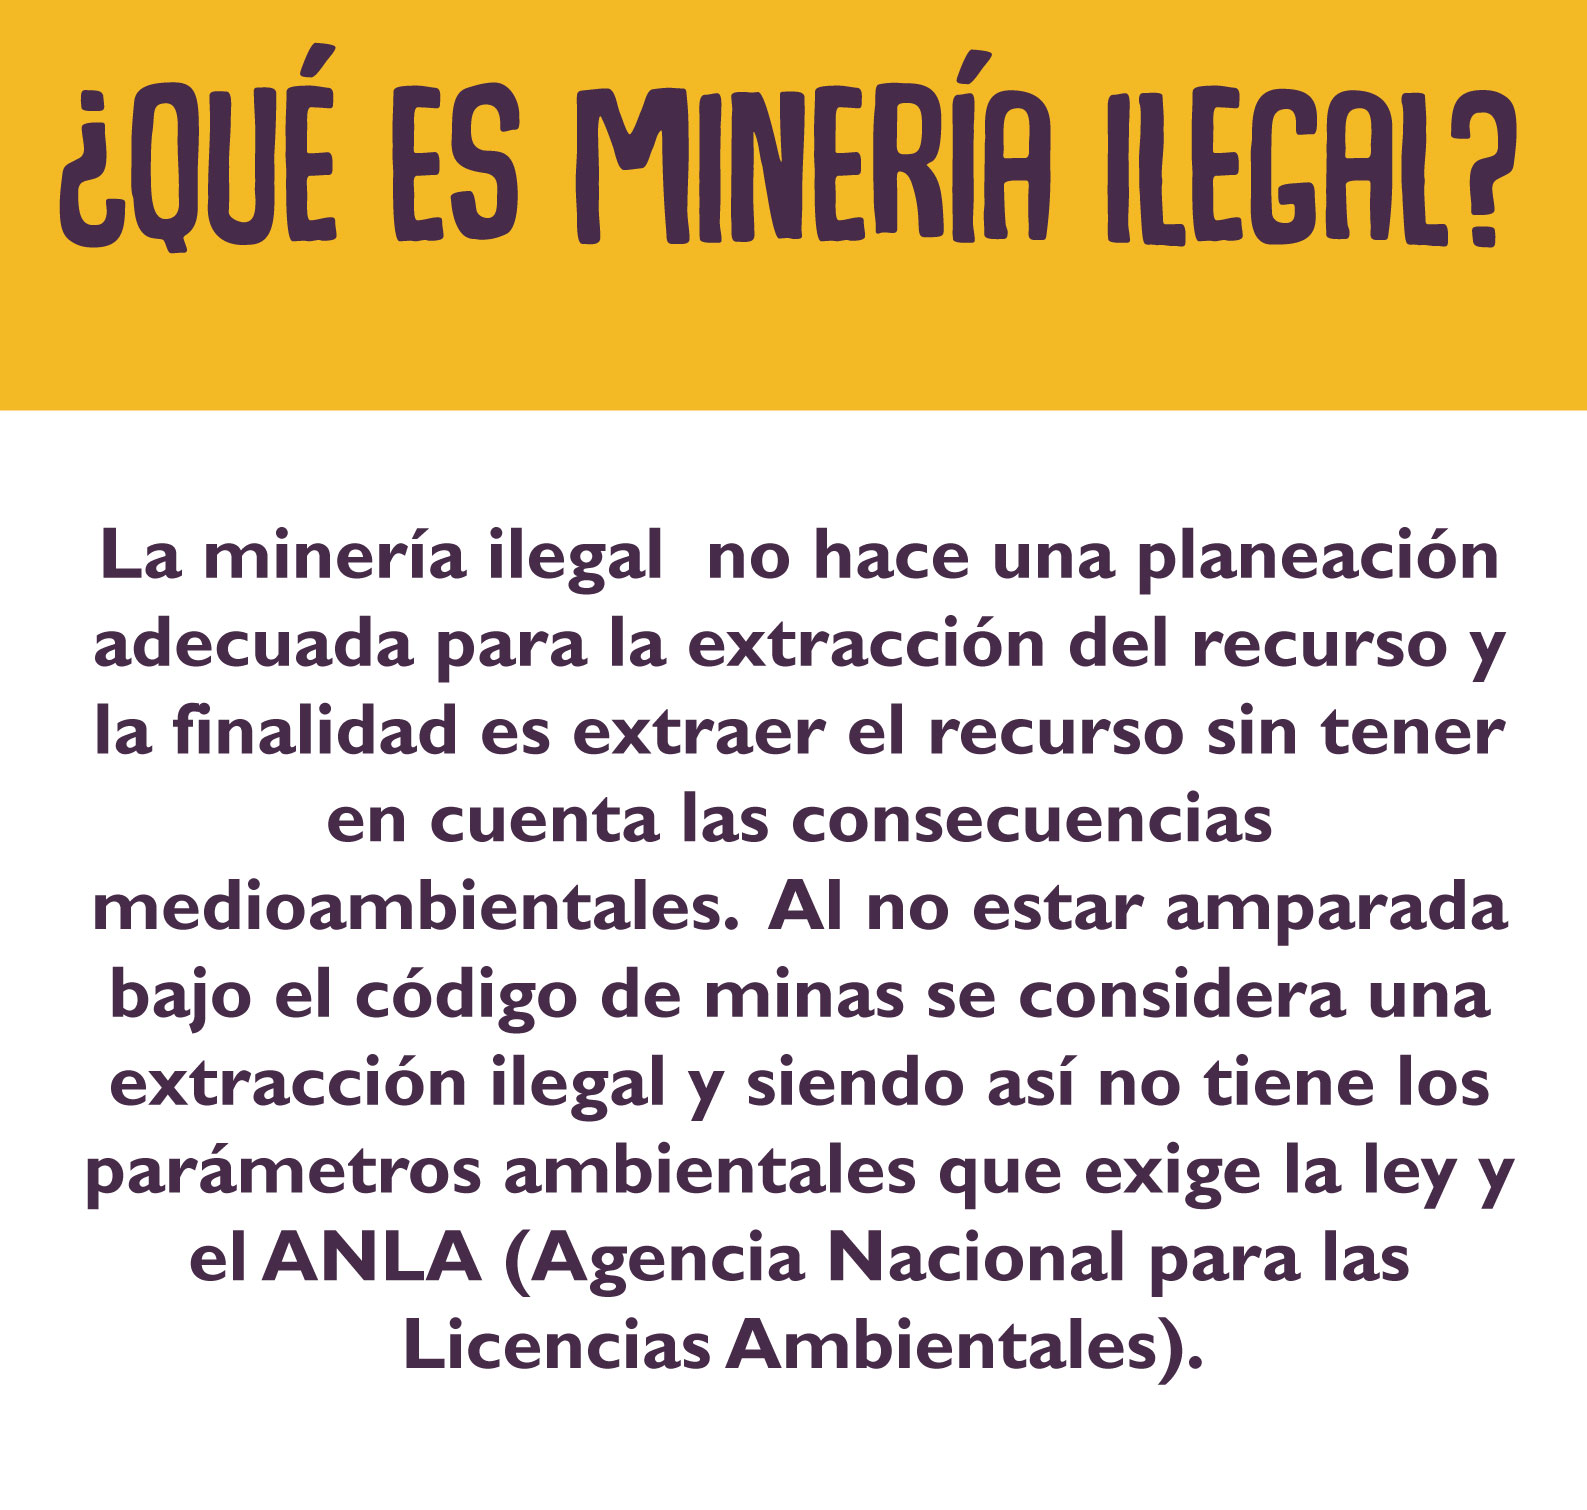 ¿QUÉ ES MINERÍA ILEGAL?
La minería ilegal  no hace una planeación
adecuada para la extracción del recurso y
la finalidad es extraer el recurso sin tener
en cuenta las consecuencias
medioambientales.  Al no estar amparada
bajo el código de minas se considera una
extracción ilegal y siendo así no tiene los
parámetros ambientales que exige la ley y
el ANLA (Agencia Nacional para las
Licencias Ambientales).